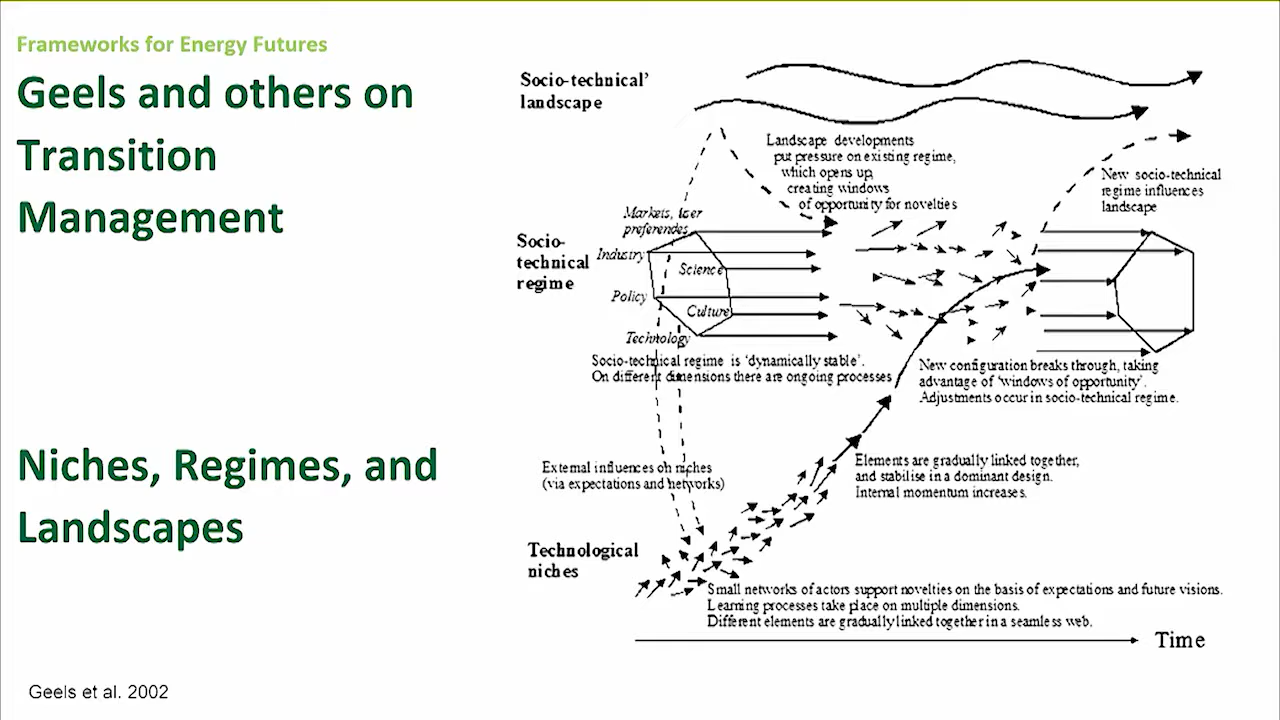 Frameworks for Energy Futures
Geels and others on
Transition
Management
Niches, Regimes, and
Landscapes
Geels et al. 2002
Socio-technical’
landscape
Landscape developments
put pressure on existing regime,
which opens up,
creating windows
of opportunity for novelties
New socio-technical
regime influences
landscape
Socio-
technical
regime
Markets, user
preferences
Industry
Science
Policy
Culture
Technology
Socio-technical regime is ‘dynamically stable’.
On different dimensions there are ongoing processes
New configuration breaks through, taking
advantage of ‘windows of opportunity’.
Adjustments occur in socio-technical regime.
External influences on niches
(via expectations and networks)
Elements are gradually linked together,
and stabilise in a dominant design.
Internal momentum increases.
Technological
niches
Small networks of actors support novelties on the basis of expectations and future visions.
Learning processes take place on multiple dimensions.
Different elements are gradually linked together in a seamless web.
Time